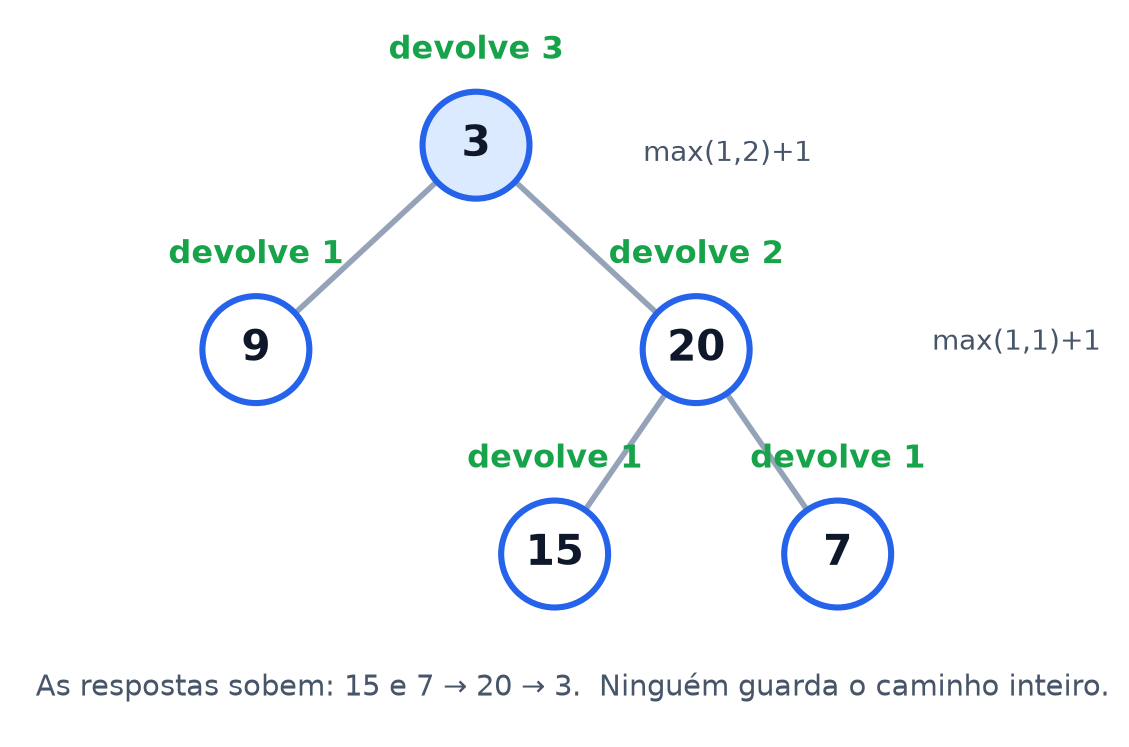 devolve 3
3
max(1,2)+1
devolve 1
devolve 2
9
20
max(1,1)+1
devolve 1
devolve 1
15
7
As respostas sobem: 15 e 7 → 20 → 3. Ninguém guarda o caminho inteiro.